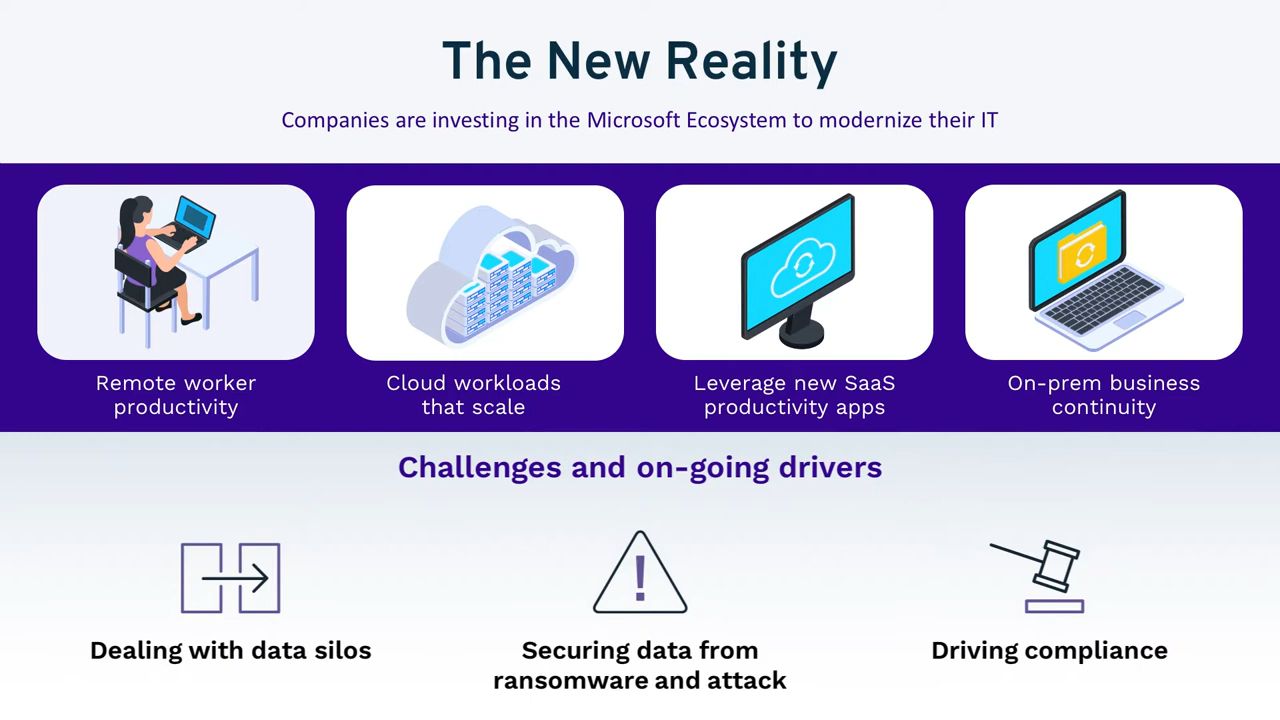 The New Reality
Companies are investing in the Microsoft Ecosystem to modernize their IT
Remote worker
productivity
Cloud workloads
that scale
Leverage new SaaS
productivity apps
On-prem business
continuity
Challenges and on-going drivers
Dealing with data silos
Securing data from
ransomware and attack
Driving compliance